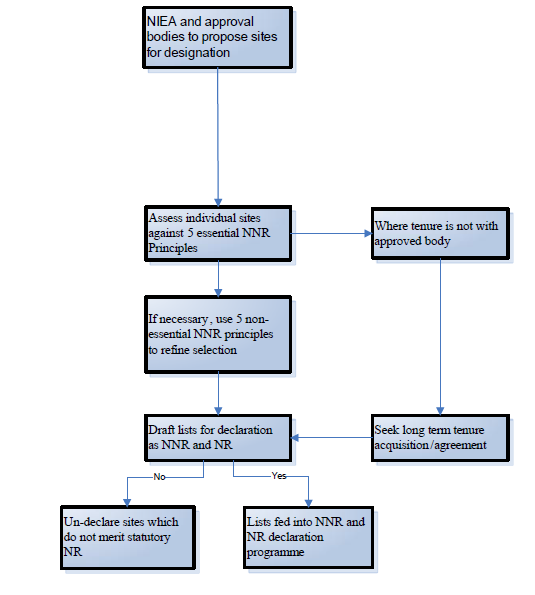 NIEA and approval
bodies to propose sites
for designation
Assess individual sites
against 5 essential NNR
Principles
Where tenure is not with
approved body
If necessary, use 5 non-
essential NNR principles
to refine selection
Draft lists for declaration
as NNR and NR
Seek long term tenure
acquisition/agreement
No
Yes
Un-declare sites which
do not merit statutory
NR
Lists fed into NNR and
NR declaration
programme